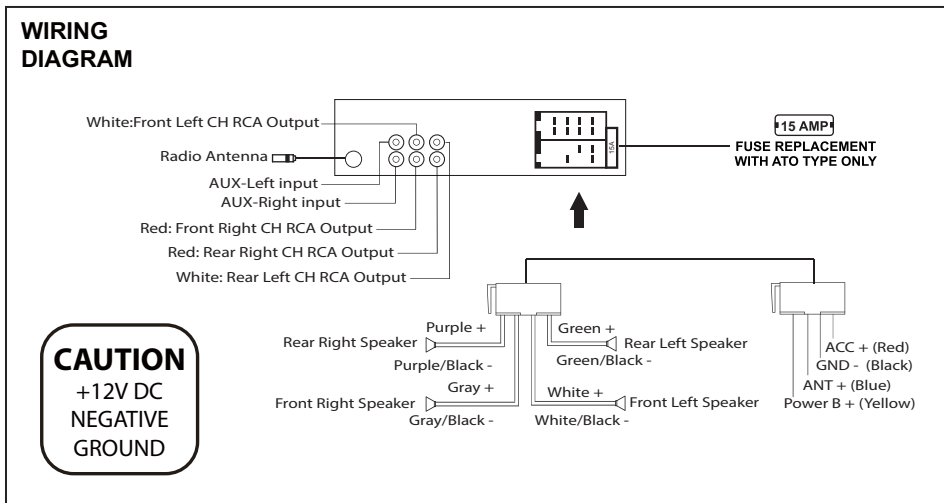 WIRING
DIAGRAM
White:Front Left CH RCA Output
Radio Antenna
AUX-Left input
AUX-Right input
Red: Front Right CH RCA Output
Red: Rear Right CH RCA Output
White: Rear Left CH RCA Output
15A
15 AMP
FUSE REPLACEMENT
WITH ATO TYPE ONLY
Purple +
Rear Right Speaker
Purple/Black -
Gray +
Front Right Speaker
Gray/Black -
Green +
Rear Left Speaker
Green/Black -
White +
Front Left Speaker
White/Black -
ACC + (Red)
GND - (Black)
ANT + (Blue)
Power B + (Yellow)
CAUTION
+12V DC
NEGATIVE
GROUND